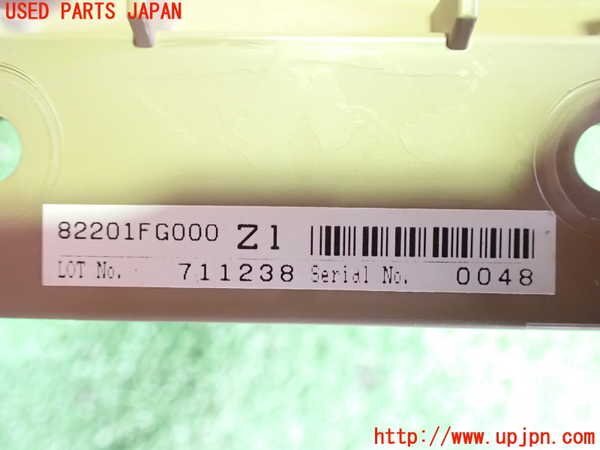 USED PARTS JAPAN
82201FG000 Z1
LOT No. 711238 Serial No. 0048
http://www.upjpn.com/